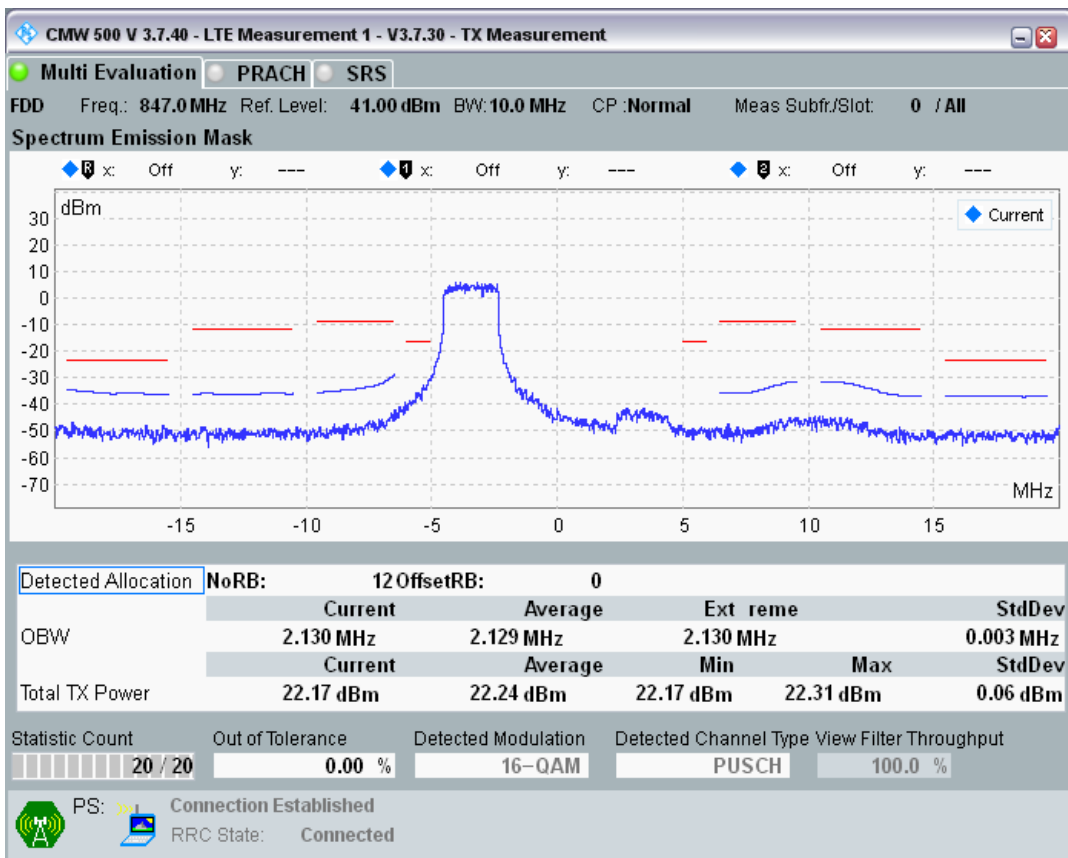 CMW 500 V 3.7.40 - LTE Measurement 1 - V3.7.30 - TX Measurement
Multi Evaluation PRACH SRS
FDD Freq.: 847.0 MHz Ref. Level: 41.00 dBm BW: 10.0 MHz CP :Normal Meas Subfr./Slot: 0 / All
Spectrum Emission Mask
R x: Off y: --- 1 x: Off y: --- 2 x: Off y: ---
dBm
Current
30
20
10
0
-10
-20
-30
-40
-50
-60
-70
MHz
-15 -10 -5 0 5 10 15
Detected Allocation NoRB: 12 OffsetRB: 0
Current Average Ext reme StdDev
OBW 2.130 MHz 2.129 MHz 2.130 MHz 0.003 MHz
Current Average Min Max StdDev
Total TX Power 22.17 dBm 22.24 dBm 22.17 dBm 22.31 dBm 0.06 dBm
Statistic Count Out of Tolerance Detected Modulation Detected Channel Type View Filter Throughput
20 / 20 0.00 % 16-QAM PUSCH 100.0 %
PS: Connection Established
RRC State: Connected